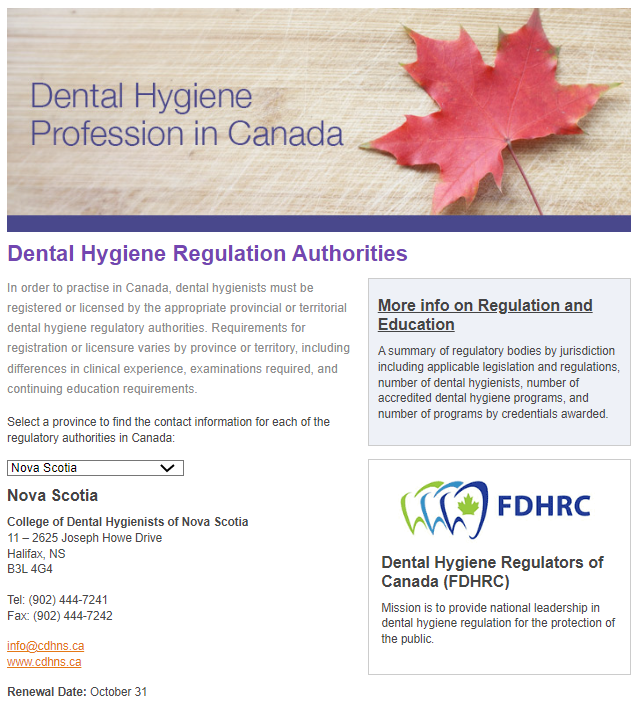 Dental Hygiene
Profession in Canada
Dental Hygiene Regulation Authorities
In order to practise in Canada, dental hygienists must be
registered or licensed by the appropriate provincial or territorial
dental hygiene regulatory authorities. Requirements for
registration or licensure varies by province or territory, including
differences in clinical experience, examinations required, and
continuing education requirements.
Select a province to find the contact information for each of the
regulatory authorities in Canada:
Nova Scotia
Nova Scotia
College of Dental Hygienists of Nova Scotia
11 – 2625 Joseph Howe Drive
Halifax, NS
B3L 4G4
Tel: (902) 444-7241
Fax: (902) 444-7242
info@cdhns.ca
www.cdhns.ca
Renewal Date: October 31
More info on Regulation and
Education
A summary of regulatory bodies by jurisdiction
including applicable legislation and regulations,
number of dental hygienists, number of
accredited dental hygiene programs, and
number of programs by credentials awarded.
FDHRC
Dental Hygiene Regulators of
Canada (FDHRC)
Mission is to provide national leadership in
dental hygiene regulation for the protection of
the public.